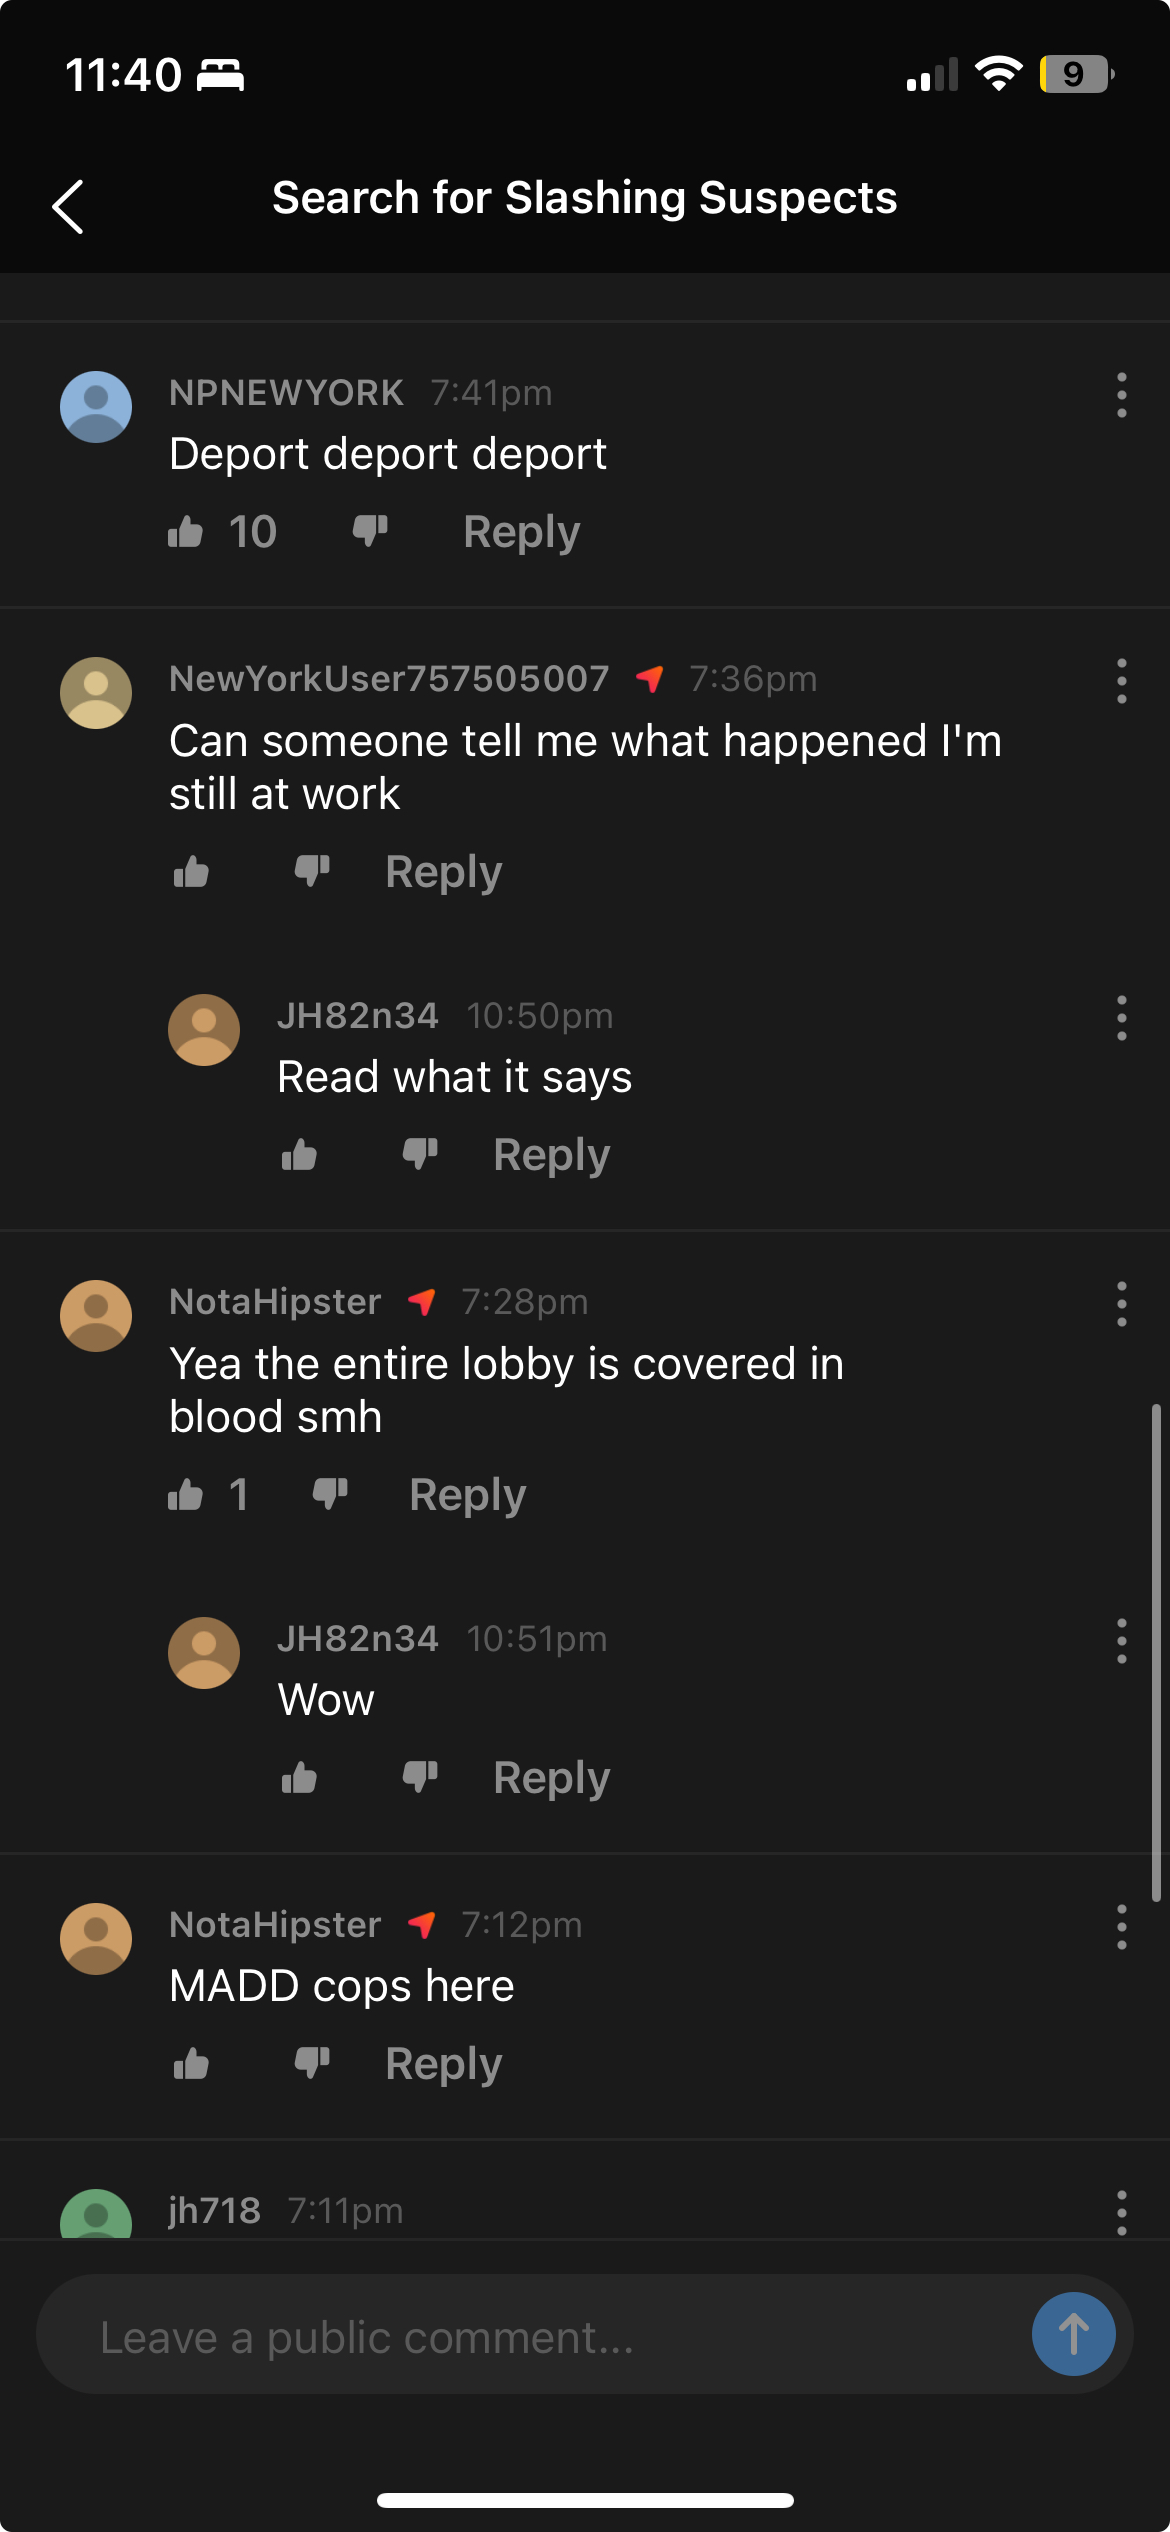 11:40
9
Search for Slashing Suspects
NPNEWYORK 7:41pm
Deport deport deport
10 Reply
NewYorkUser757505007 7:36pm
Can someone tell me what happened I'm
still at work
Reply
JH82n34 10:50pm
Read what it says
Reply
NotaHipster 7:28pm
Yea the entire lobby is covered in
blood smh
1 Reply
JH82n34 10:51pm
Wow
Reply
NotaHipster 7:12pm
MADD cops here
Reply
jh718 7:11pm
Leave a public comment...